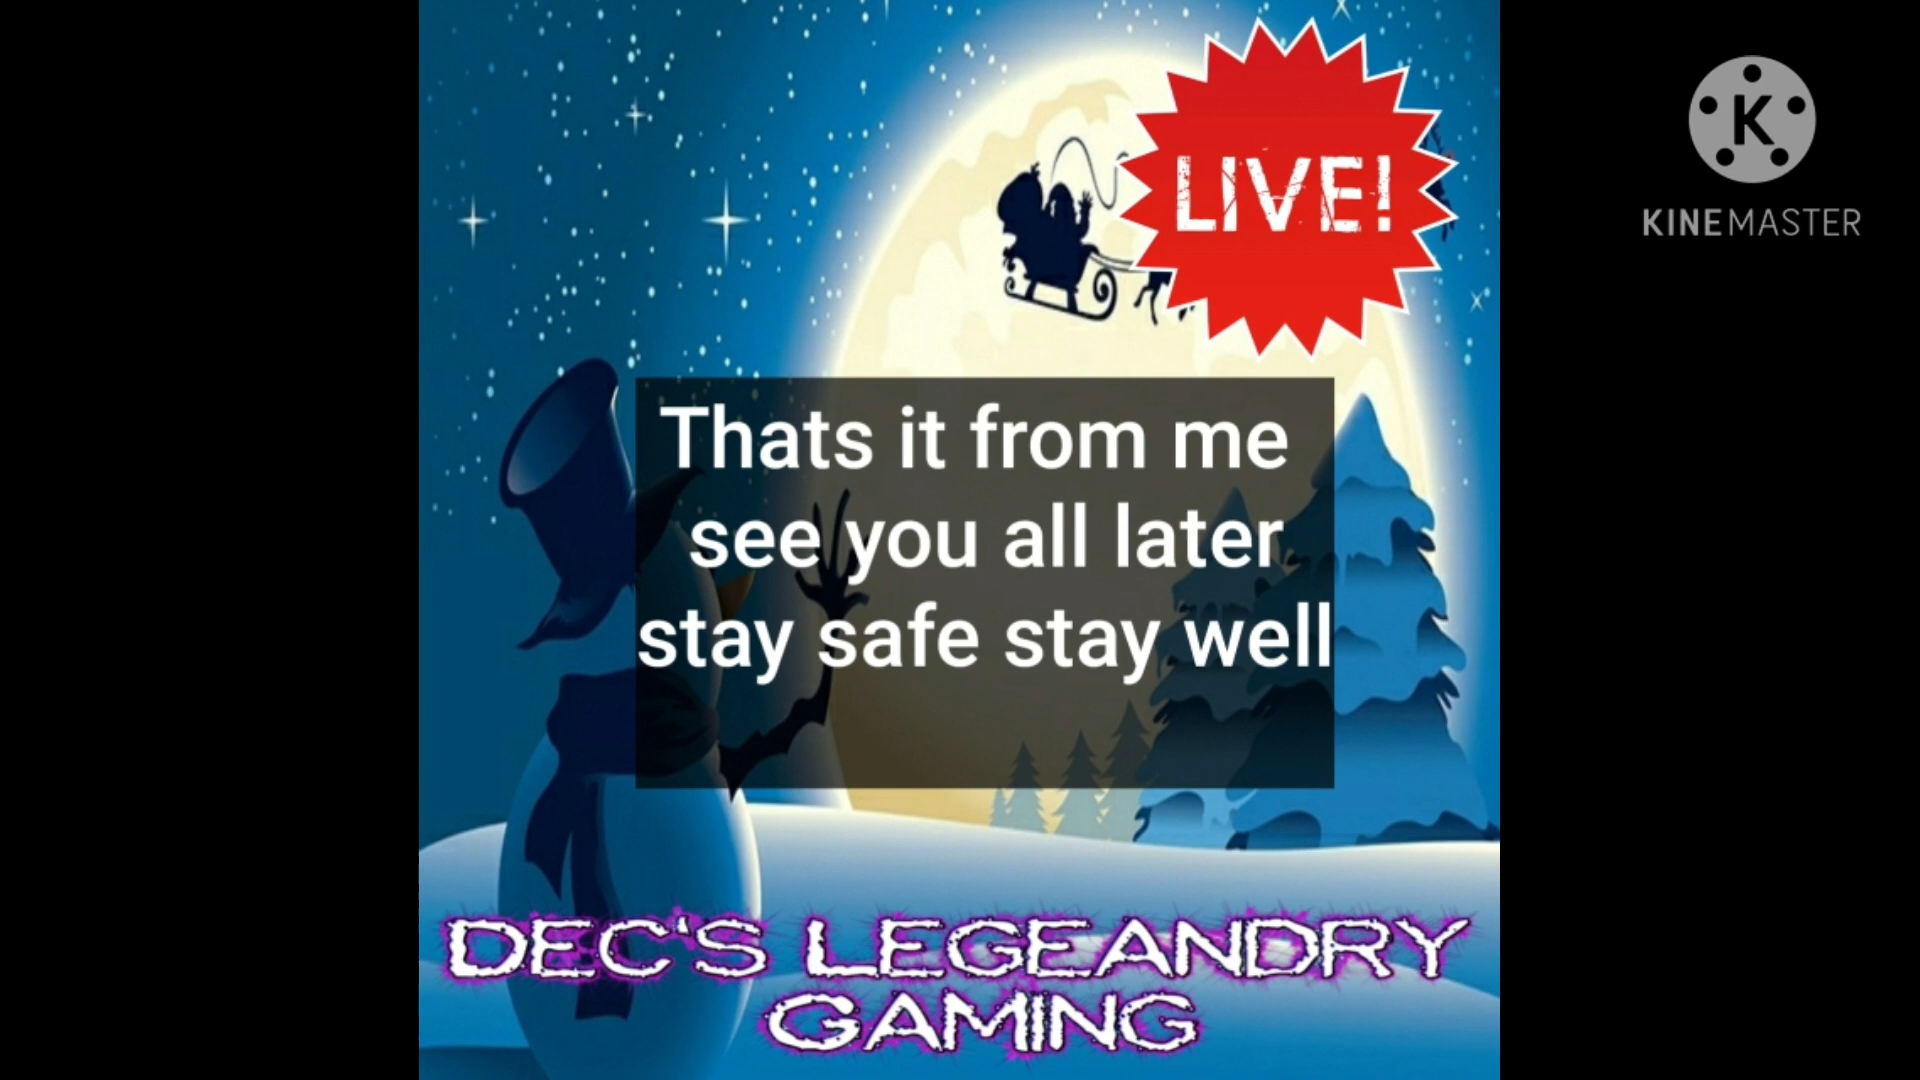 LIVE!
K
KINEMASTER
Thats it from me
see you all later
stay safe stay well
DEC'S LEGEANDRY
GAMING